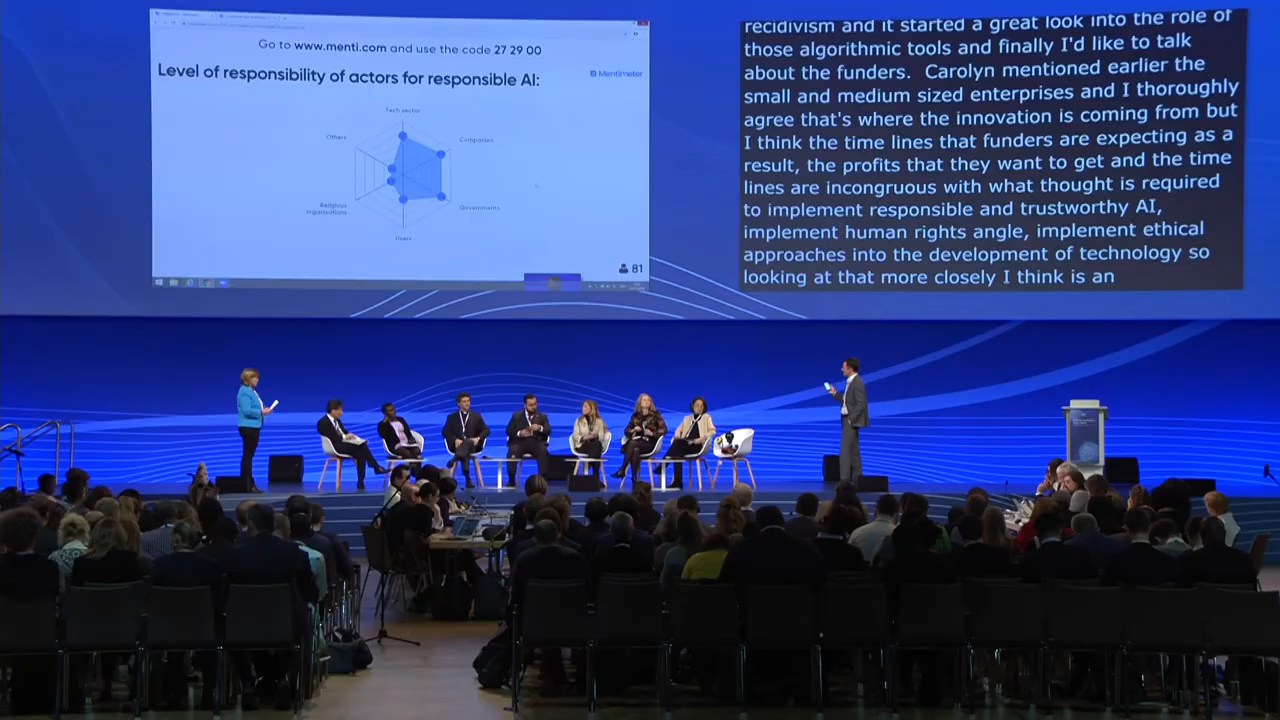 Go to www.menti.com and use the code 27 29 00
Level of responsibility of actors for responsible AI:
Mentimeter
Tech sector
Others
Companies
Religious
organisations
Governments
Users
81
recidivism and it started a great look into the role of
those algorithmic tools and finally I'd like to talk
about the funders.  Carolyn mentioned earlier the
small and medium sized enterprises and I thoroughly
agree that's where the innovation is coming from but
I think the time lines that funders are expecting as a
result, the profits that they want to get and the time
lines are incongruous with what thought is required
to implement responsible and trustworthy AI,
implement human rights angle, implement ethical
approaches into the development of technology so
looking at that more closely I think is an